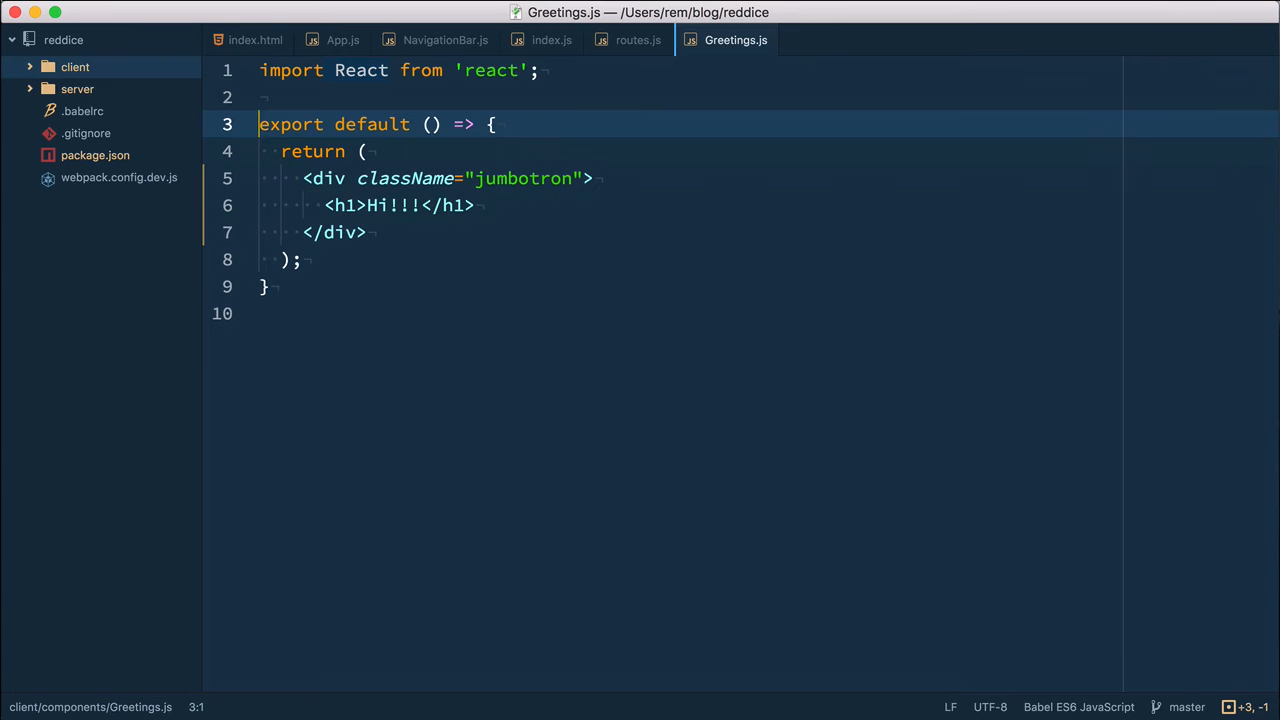 Greetings.js — /Users/rem/blog/reddice
reddice
client
server
.babelrc
.gitignore
package.json
webpack.config.dev.js
index.html App.js NavigationBar.js index.js routes.js Greetings.js
1 import React from 'react';¬
2 ¬
3 export default () => {¬
4 ··return (¬
5 ····<div className="jumbotron">¬
6 ······<h1>Hi!!!</h1>¬
7 ····</div>¬
8 ··);¬
9 }¬
10
client/components/Greetings.js 3:1 LF UTF-8 Babel ES6 JavaScript master +3, -1